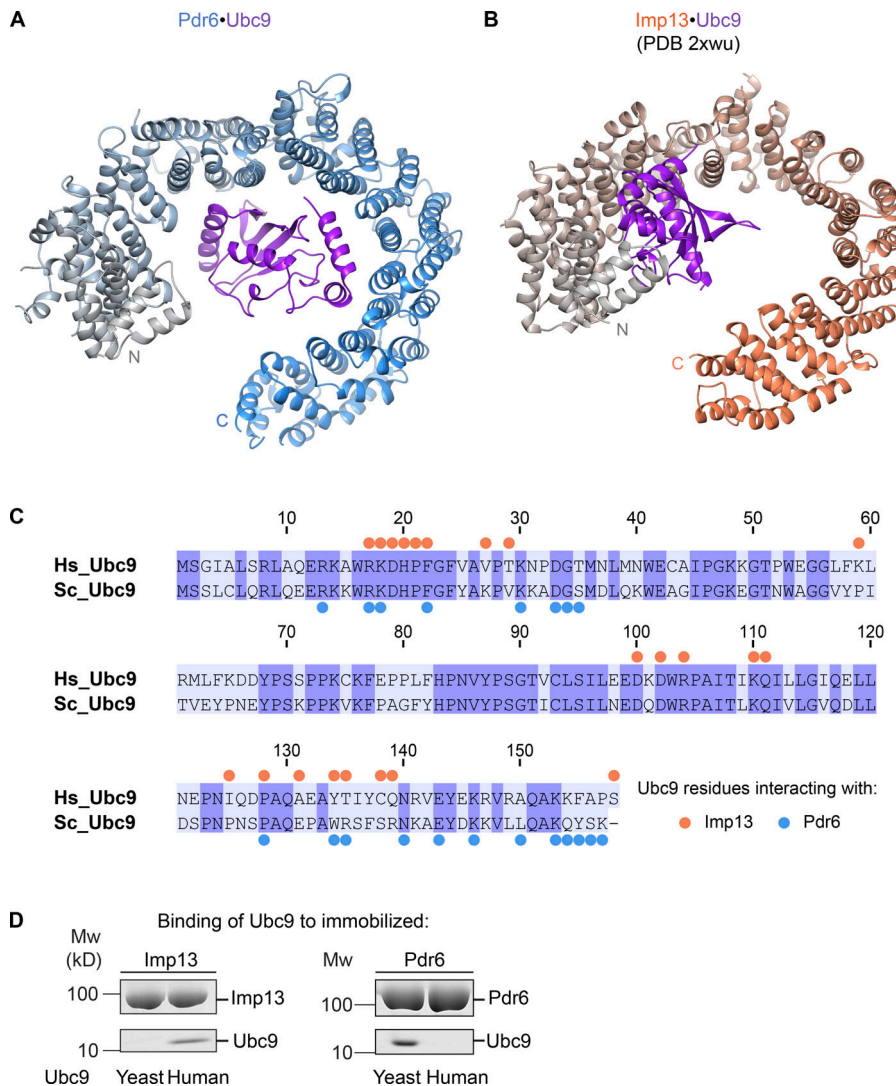 A
Pdr6•Ubc9
N
C
B
Imp13•Ubc9
(PDB 2xwu)
N
C
C
10 20 30 40 50 60
Hs_Ubc9 MSGIALSRLAQERKAWRKDHPFGFVAVPTKNPDGTMNLMNWECAIPGKKGTPWEGGLFKL
Sc_Ubc9 MSSLCLQRLQEERKKWRKDHPFGFYAKPVKKADGSMDLQKWEAGIPGKEGTNWAGGVYPI
70 80 90 100 110 120
Hs_Ubc9 RMLFKDDYPSSPPKCKFEPPLFHPNVYPSGTVCLSILEEDKDWRPAITIKQILLGIQELL
Sc_Ubc9 TVEYPNEYPSKPPKVKFPAGFYHPNVYPSGTICLSILNEDQDWRPAITLKQIVLGVQDLL
130 140 150
Hs_Ubc9 NEPNIQDPAQAEAYTIYCQNRVEYEKRVRAQAKKFAPS
Sc_Ubc9 DSPNPNSPAQEPAWRSFSRNKAEYDKKVLLQAKQYSK–
Ubc9 residues interacting with:
Imp13 Pdr6
D
Binding of Ubc9 to immobilized:
Mw
(kD)
Imp13
100
Imp13
10
Ubc9
Ubc9 Yeast Human
Mw
Pdr6
100
Pdr6
10
Ubc9
Yeast Human